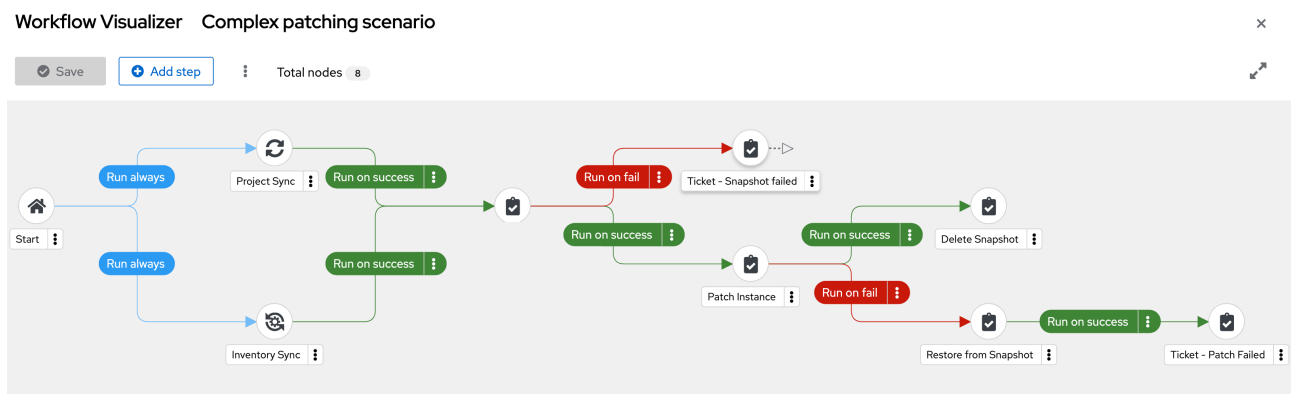 Workflow Visualizer Complex patching scenario
Save Add step Total nodes 8
Run always
Project Sync
Run on success
Run on fail
Ticket - Snapshot failed
Start
Run on success
Run on success
Delete Snapshot
Run always
Run on success
Patch Instance
Run on fail
Inventory Sync
Restore from Snapshot
Run on success
Ticket - Patch Failed